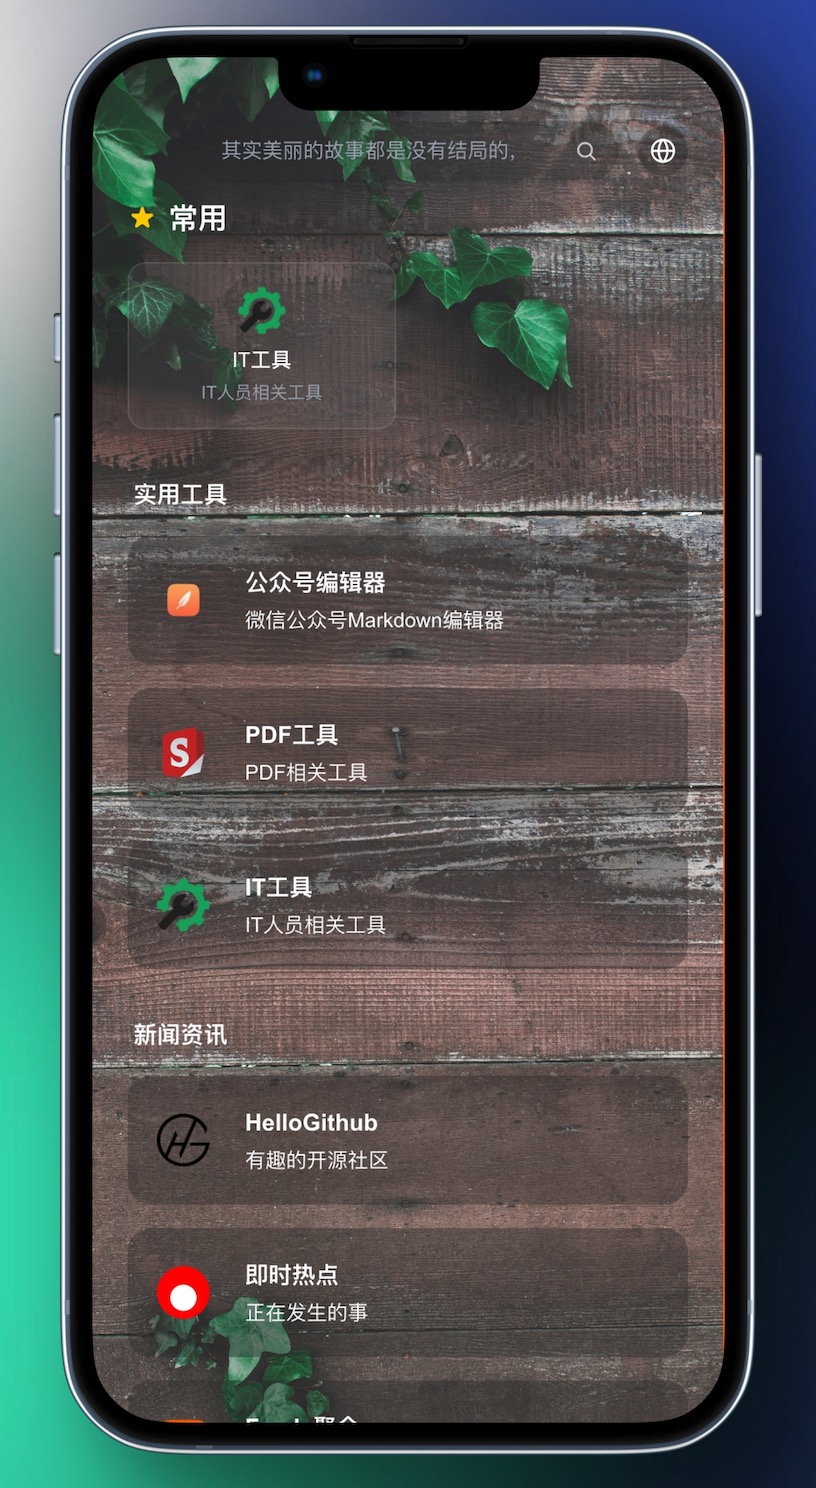 其实美丽的故事都是没有结局的,
常用
IT工具
IT人员相关工具
实用工具
公众号编辑器
微信公众号Markdown编辑器
PDF工具
PDF相关工具
IT工具
IT人员相关工具
新闻资讯
HelloGithub
有趣的开源社区
即时热点
正在发生的事